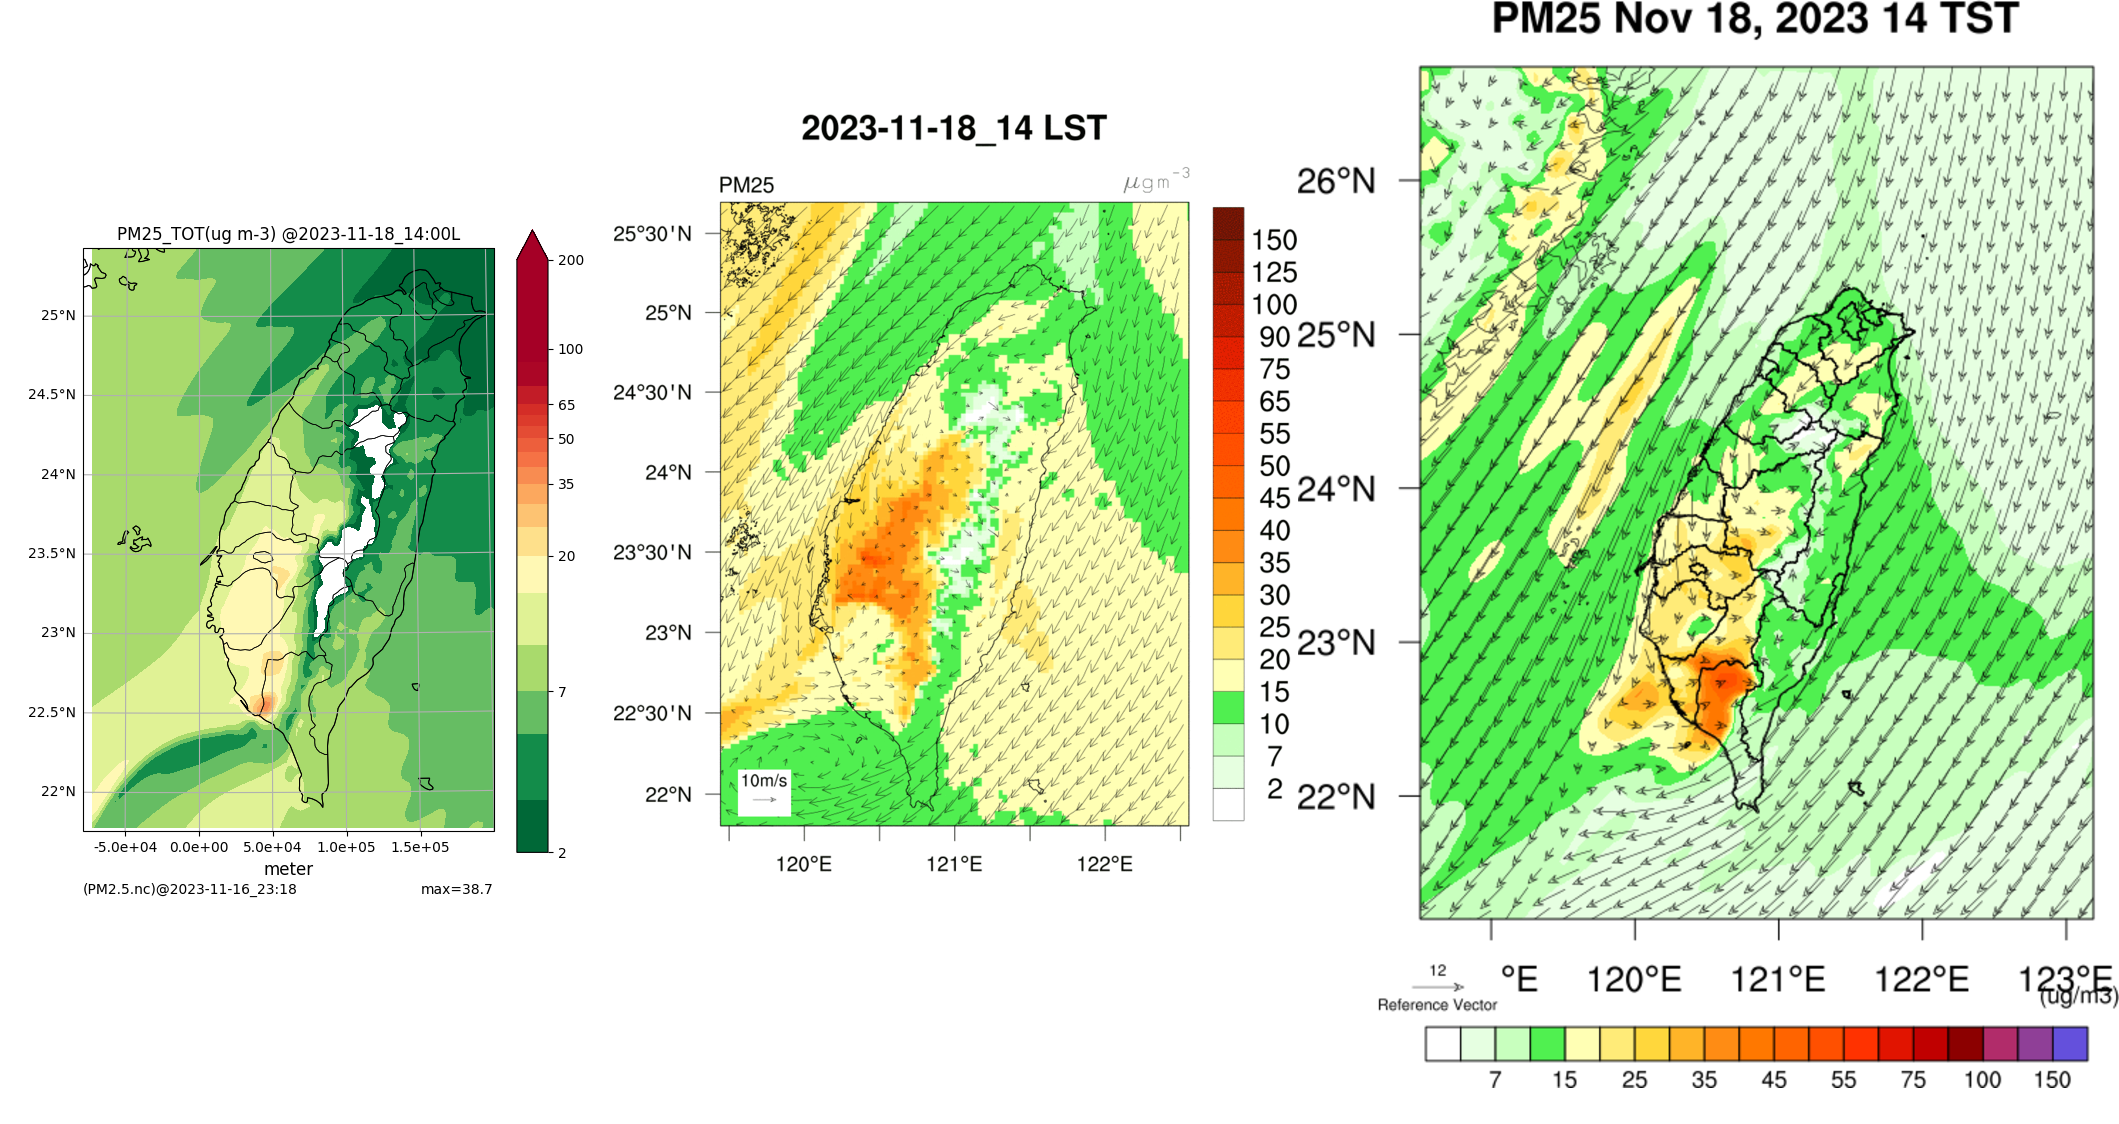 PM25_TOT(ug m-3) @2023-11-18_14:00L
25°N
24.5°N
24°N
23.5°N
23°N
22.5°N
22°N
-5.0e+04 0.0e+00 5.0e+04 1.0e+05 1.5e+05
meter
(PM2.5.nc)@2023-11-16_23:18 max=38.7
200
100
65
50
35
20
7
2
2023-11-18_14 LST
PM25 μgm-3
25°30'N
25°N
24°30'N
24°N
23°30'N
23°N
22°30'N
22°N
10m/s
120°E 121°E 122°E
150
125
100
90
75
65
55
50
45
40
35
30
25
20
15
10
7
2
PM25 Nov 18, 2023 14 TST
26°N
25°N
24°N
23°N
22°N
°E 120°E 121°E 122°E 123°E
12
Reference Vector
(ug/m3)
7 15 25 35 45 55 75 100 150